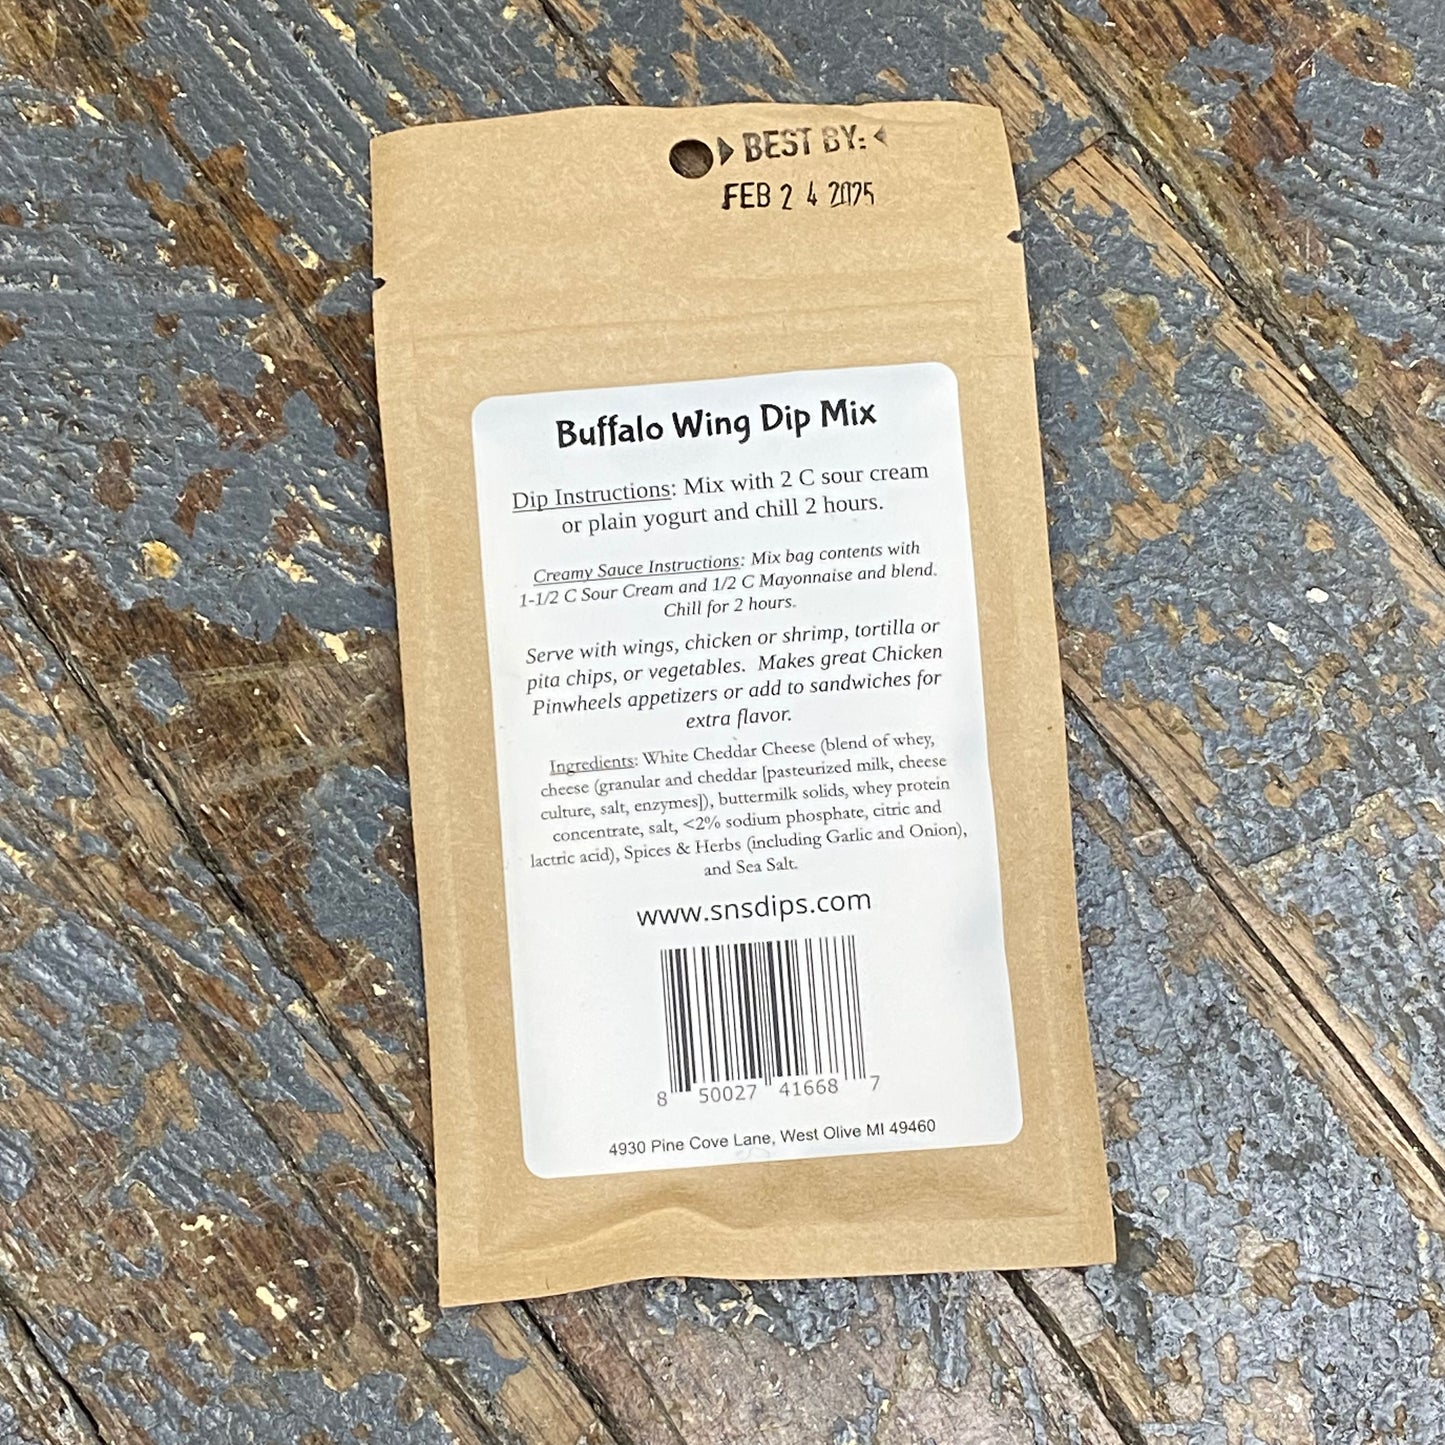 BEST BY:
FEB 24 2025
Buffalo Wing Dip Mix
Dip Instructions: Mix with 2 C sour cream
or plain yogurt and chill 2 hours.
Creamy Sauce Instructions: Mix bag contents with
1-1/2 C Sour Cream and 1/2 C Mayonnaise and blend.
Chill for 2 hours.
Serve with wings, chicken or shrimp, tortilla or
pita chips, or vegetables. Makes great Chicken
Pinwheels appetizers or add to sandwiches for
extra flavor.
Ingredients: White Cheddar Cheese (blend of whey,
cheese (granular and cheddar [pasteurized milk, cheese
culture, salt, enzymes]), buttermilk solids, whey protein
concentrate, salt, <2% sodium phosphate, citric and
lactric acid), Spices & Herbs (including Garlic and Onion),
and Sea Salt.
www.snsdips.com
8 50027 41668 7
4930 Pine Cove Lane, West Olive MI 49460